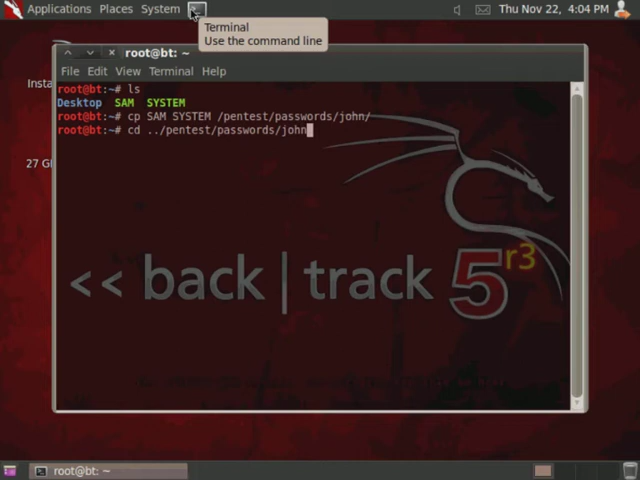 Applications Places System
Thu Nov 22, 4:04 PM
Terminal
Use the command line
root@bt: ~
File Edit View Terminal Help
Insta
root@bt:~# ls
Desktop SAM SYSTEM
root@bt:~# cp SAM SYSTEM /pentest/passwords/john/
root@bt:~# cd ../pentest/passwords/john
27 G
<< back | track 5 r3
root@bt: ~